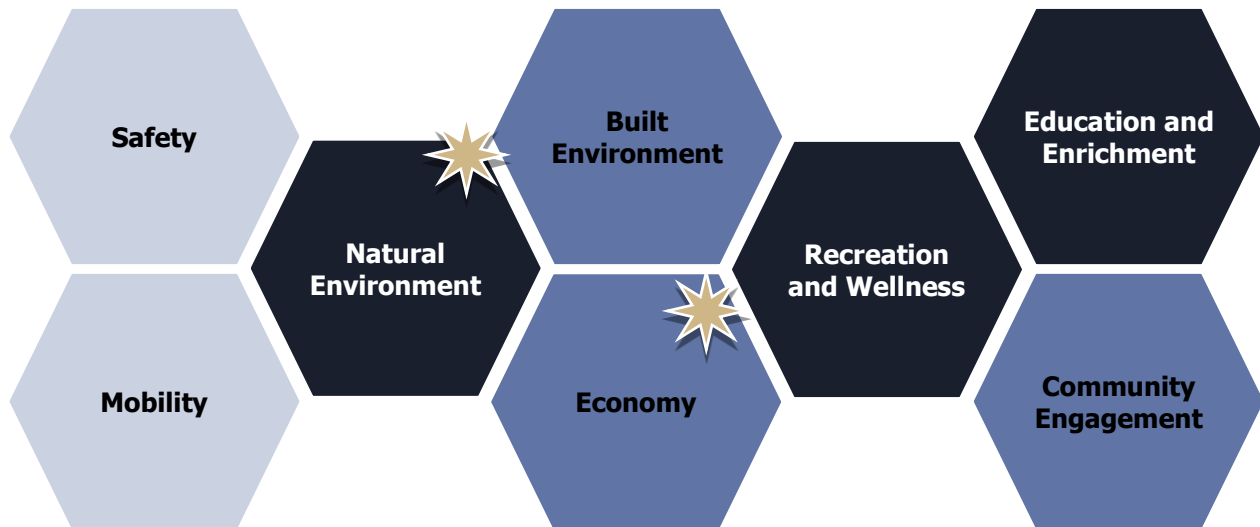 Safety
Mobility
Natural
Environment
Built
Environment
Economy
Recreation
and Wellness
Education and
Enrichment
Community
Engagement